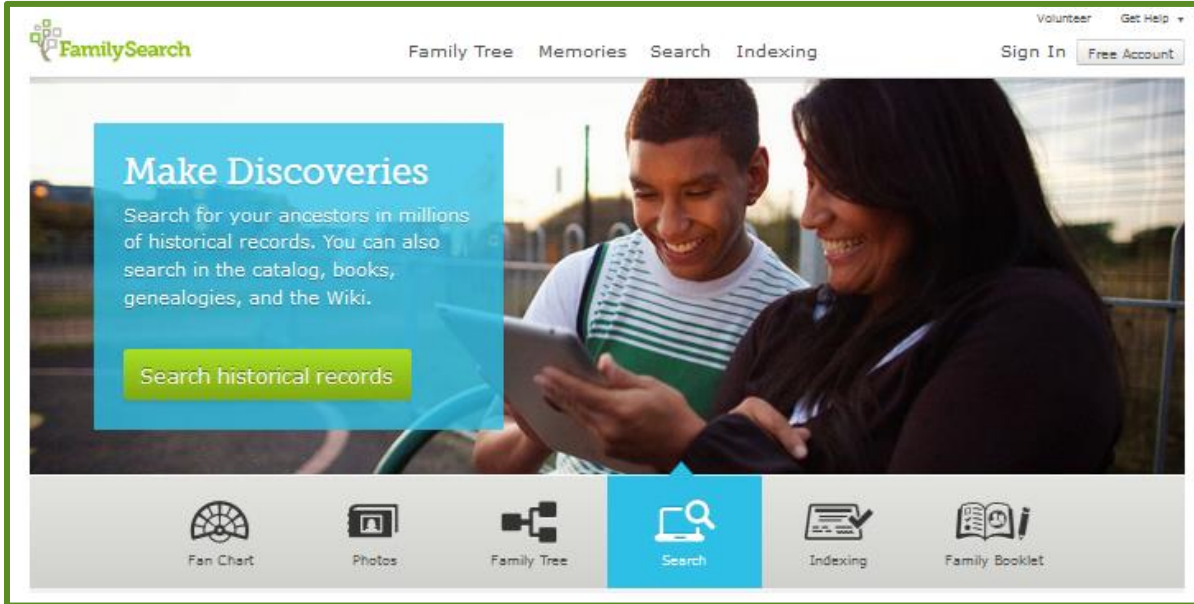 Volunteer Get Help
FamilySearch
Family Tree Memories Search Indexing
Sign In Free Account
Make Discoveries
Search for your ancestors in millions
of historical records. You can also
search in the catalog, books,
genealogies, and the Wiki.
Search historical records
Fan Chart Photos Family Tree Search Indexing Family Booklet